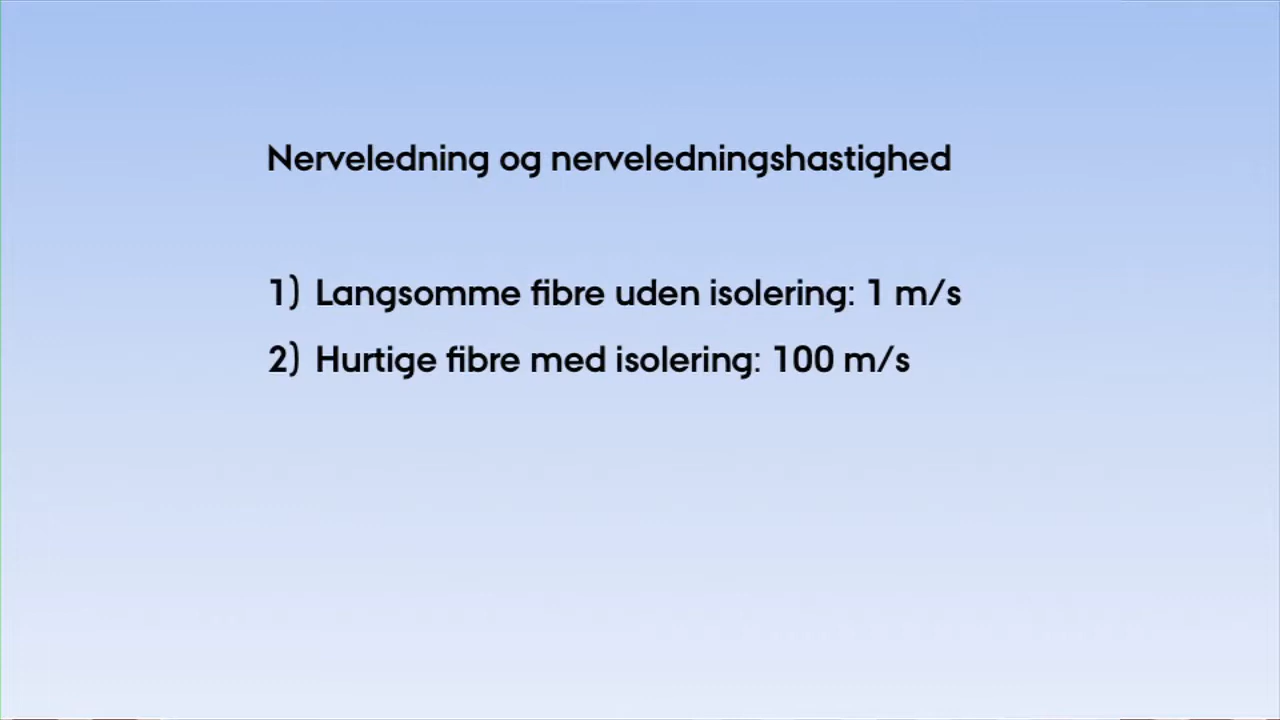 Nerveledning og nerveledningshastighed
1) Langsomme fibre uden isolering: 1 m/s
2) Hurtige fibre med isolering: 100 m/s